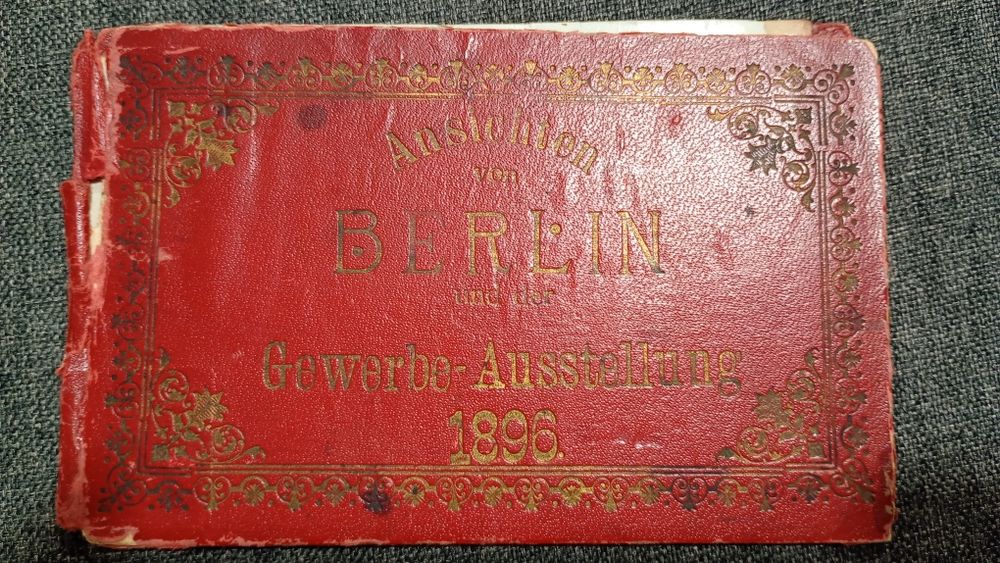 Ansichten
von
BERLIN
und der
Gewerbe-Ausstellung
1896.